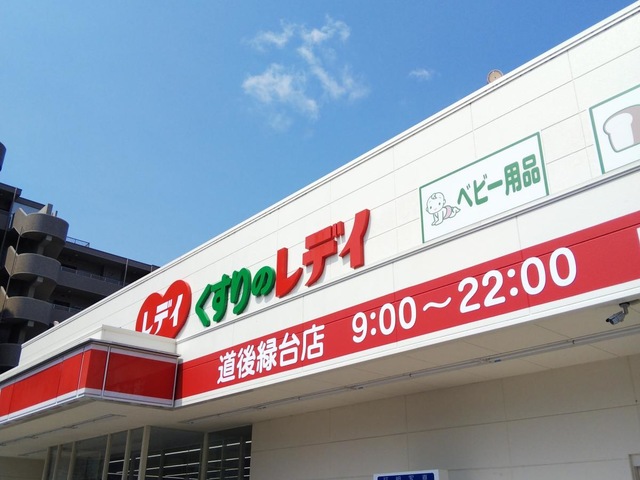 レデイ
くすりのレデイ
ベビー用品
道後緑台店 9:00～22:00